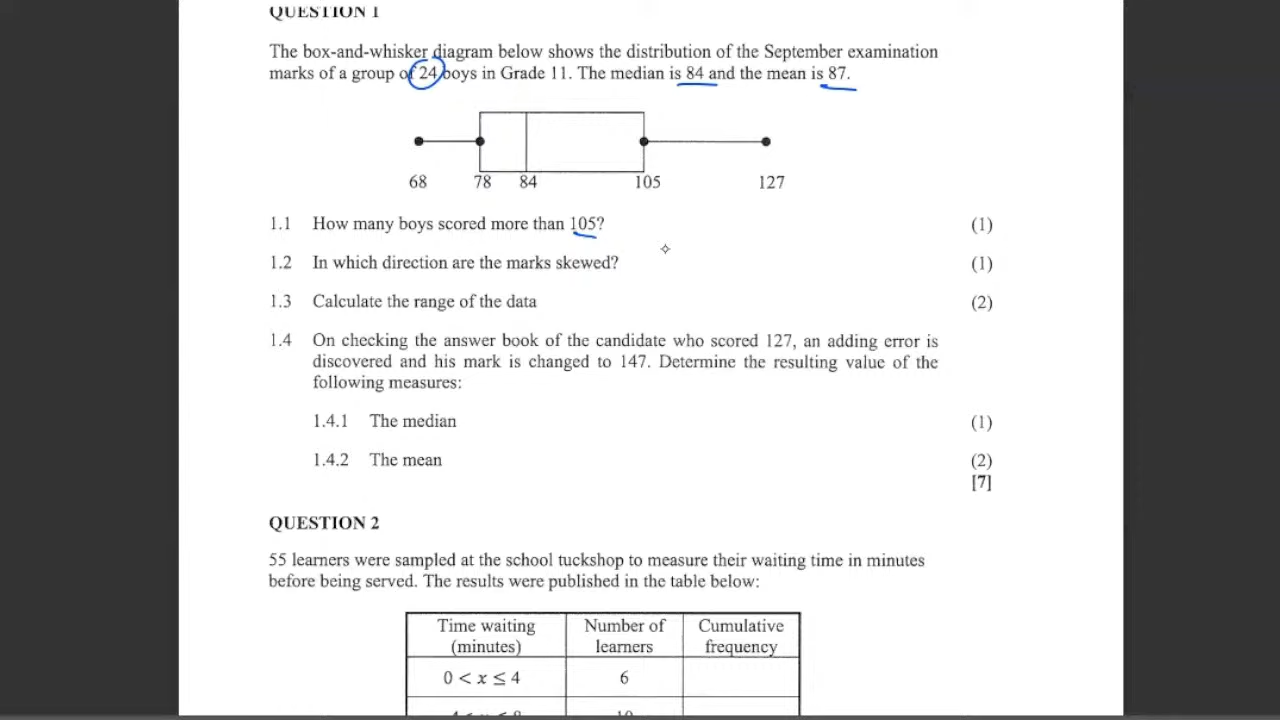 QUESTION 1
The box-and-whisker diagram below shows the distribution of the September examination
marks of a group of 24 boys in Grade 11. The median is 84 and the mean is 87.
68 78 84 105 127
1.1 How many boys scored more than 105? (1)
1.2 In which direction are the marks skewed? (1)
1.3 Calculate the range of the data (2)
1.4 On checking the answer book of the candidate who scored 127, an adding error is
discovered and his mark is changed to 147. Determine the resulting value of the
following measures:
1.4.1 The median (1)
1.4.2 The mean (2)
[7]
QUESTION 2
55 learners were sampled at the school tuckshop to measure their waiting time in minutes
before being served. The results were published in the table below:
Time waiting Number of Cumulative
(minutes) learners frequency
0 < x ≤ 4 6